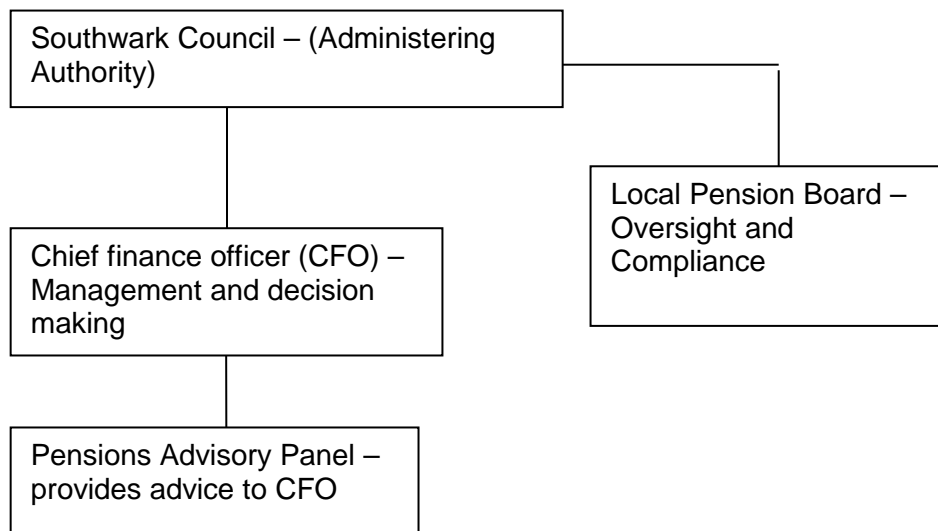 Southwark Council – (Administering
Authority)
Local Pension Board –
Oversight and
Compliance
Chief finance officer (CFO) –
Management and decision
making
Pensions Advisory Panel –
provides advice to CFO